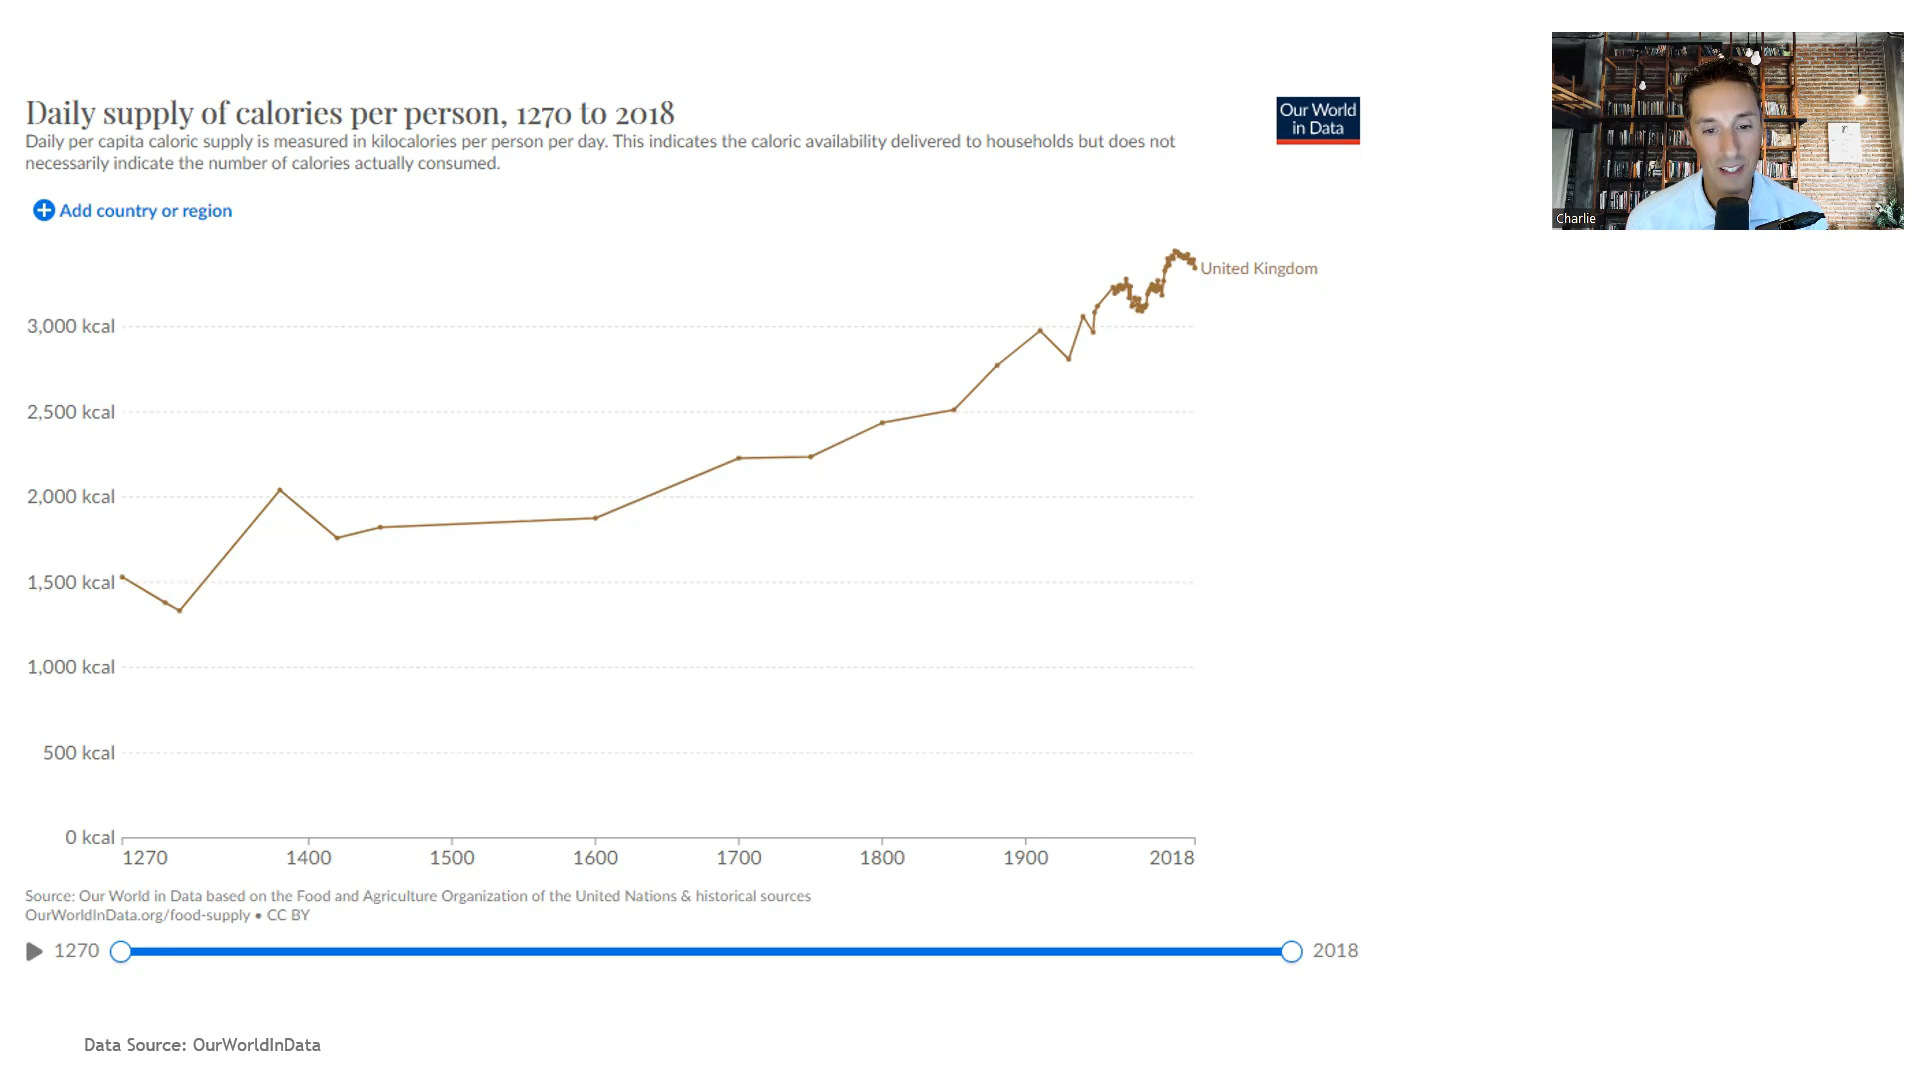 Daily supply of calories per person, 1270 to 2018
Daily per capita caloric supply is measured in kilocalories per person per day. This indicates the caloric availability delivered to households but does not
necessarily indicate the number of calories actually consumed.
Our World
in Data
Charlie
Add country or region
United Kingdom
3,000 kcal
2,500 kcal
2,000 kcal
1,500 kcal
1,000 kcal
500 kcal
0 kcal
1270 1400 1500 1600 1700 1800 1900 2018
Source: Our World in Data based on the Food and Agriculture Organization of the United Nations & historical sources
OurWorldInData.org/food-supply • CC BY
1270 2018
Data Source: OurWorldInData